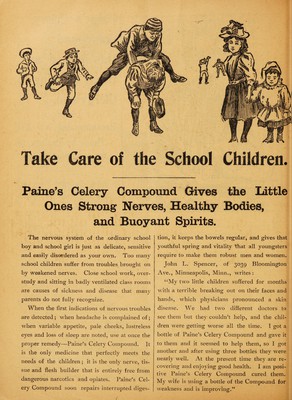 Take Care of the School Children.
Paine's Celery Compound Gives the Little
Ones Strong Nerves, Healthy Bodies,
and Buoyant Spirits.
The nervous system of the ordinary school
boy and school girl is just as delicate, sensitive
and easily disordered as your own. Too many
school children suffer from troubles brought on
by weakened nerves. Close school work, over-
study and sitting in badly ventilated class rooms
are causes of sickness and disease that many
parents do not fully recognize.
When the first indications of nervous troubles
are detected; when headache is complained of;
when variable appetite, pale cheeks, lustreless
eyes and loss of sleep are noted, use at once the
proper remedy—Paine's Celery Compound. It
is the only medicine that perfectly meets the
needs of the children; it is the only nerve, tis-
sue and flesh builder that is entirely free from
dangerous narcotics and opiates. Paine's Cel-
ery Compound soon repairs interrupted diges-
tion, it keeps the bowels regular, and gives that
youthful spring and vitality that all youngsters
require to make them robust men and women.
John L. Spencer, of 3039 Bloomington
Ave., Minneapolis, Minn., writes:
"My two little children suffered for months
with a terrible breaking out on their faces and
hands, which physicians pronounced a skin
disease. We had two different doctors to
see them but they couldn't help, and the chil-
dren were getting worse all the time. I got a
bottle of Paine's Celery Compound and gave it
to them and it seemed to help them, so I got
another and after using three bottles they were
nearly well. At the present time they are re-
covering and enjoying good health. I am posi-
tive Paine's Celery Compound cured them.
My wife is using a bottle of the Compound for
weakness and is improving."